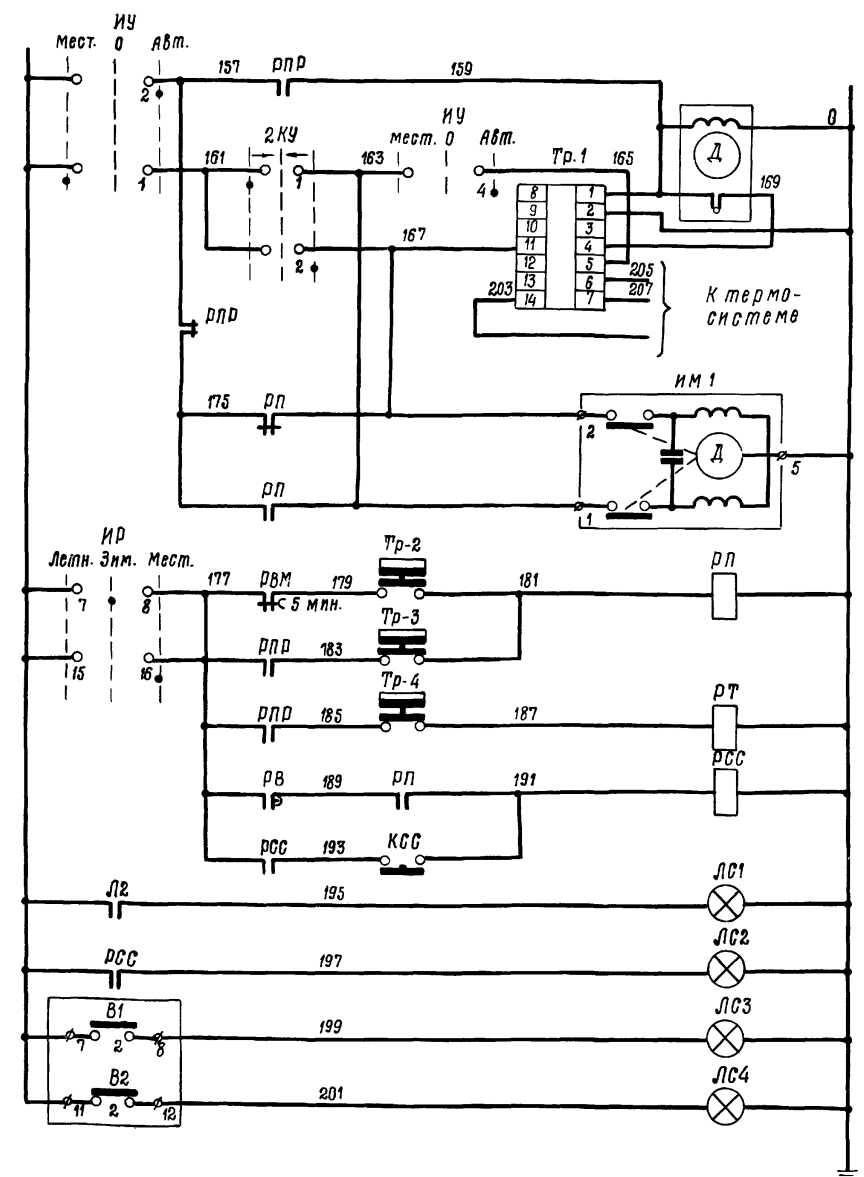 ИУ
Мест. 0 Авт.
157 РПР 159
2
ИУ
2КУ
Мест. 0 Авт.
161 163 Тр.1 165
1 1 4
Д
0
169
8 1
9 2
10 3
11 4
12 5
13 6
14 7
167
2
203
205
207
К термо-
системе
РПР
ИМ1
175 РП
2
Д
5
РП
1
ИР
Летн. Зим. Мест.
Тр-2
177 РВМ 179 181 РП
7 8 5 мин.
Тр-3
РПР 183
15 16
Тр-4
РПР 185 187 РТ
РСС
РВ 189 РП 191
РСС 193 КСС
Л2 195 ЛС1
РСС 197 ЛС2
В1 199 ЛС3
7 2 8
В2 201 ЛС4
11 2 12